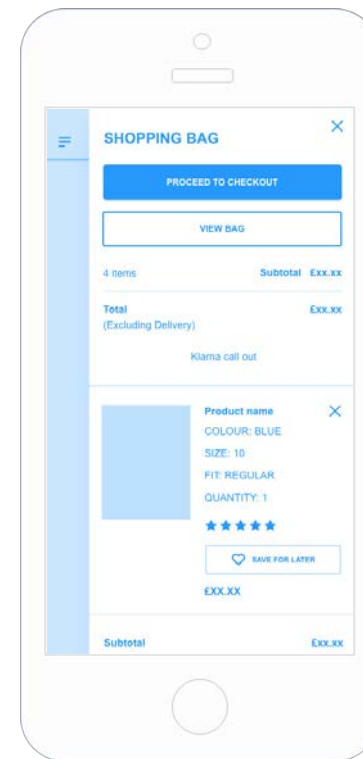 SHOPPING BAG
PROCEED TO CHECKOUT
VIEW BAG
4 items Subtotal £xx.xx
Total £xx.xx
(Excluding Delivery)
Klarna call out
Product name
COLOUR: BLUE
SIZE: 10
FIT: REGULAR
QUANTITY: 1
SAVE FOR LATER
£XX.XX
Subtotal £xx.xx